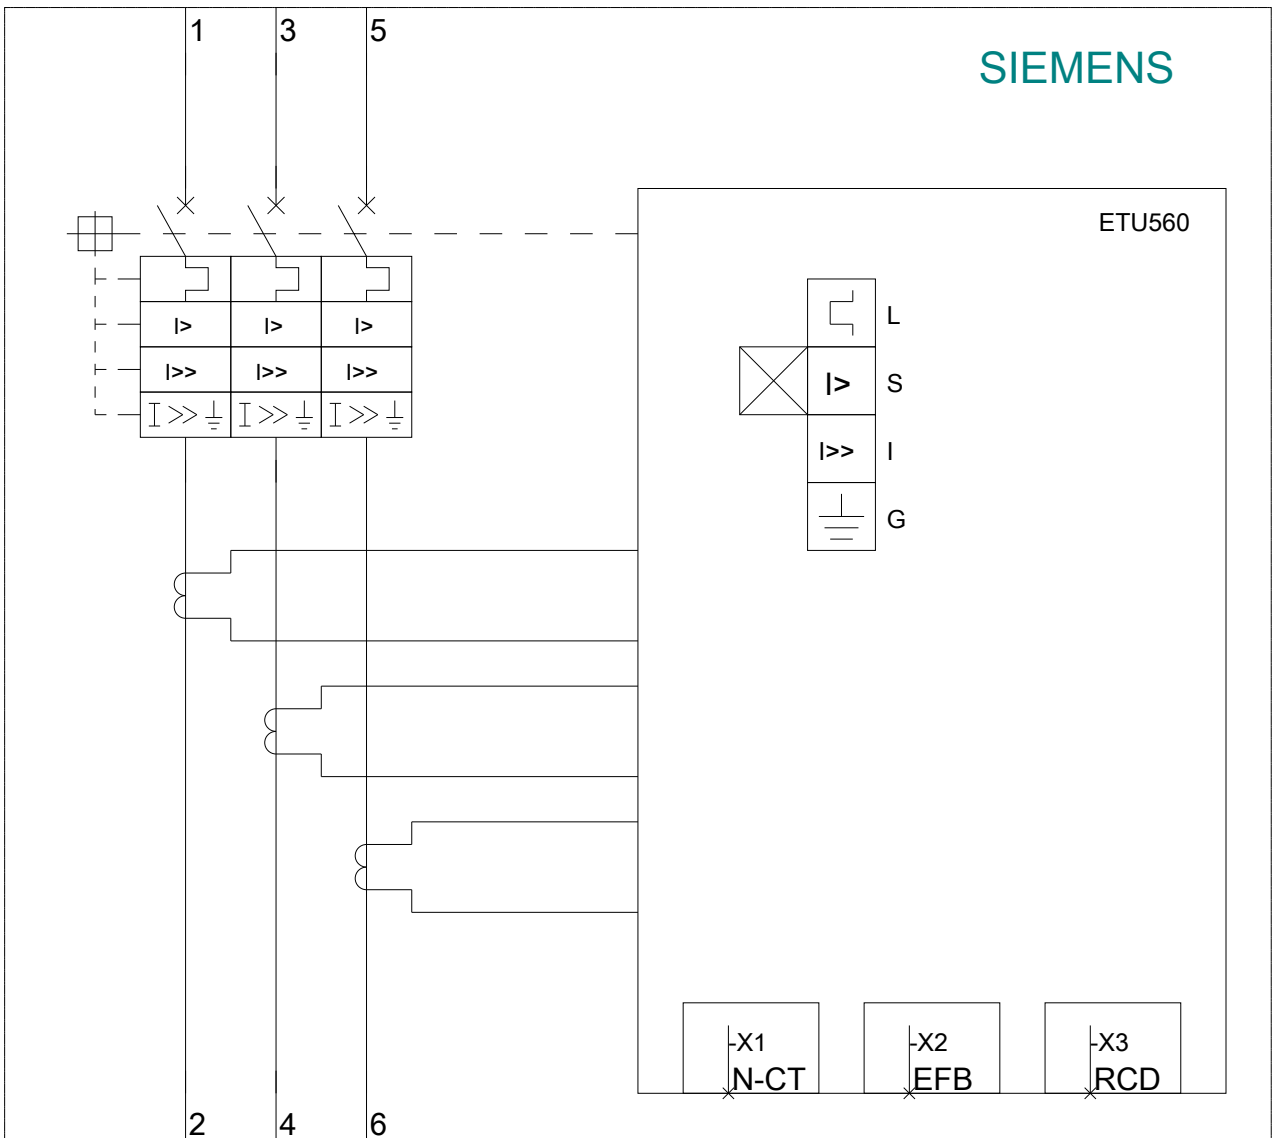 1 3 5
SIEMENS
ETU560
L
I> I> I>
I>> I>> I>>
I> S
I >> I >> I >>
I>> I
G
-X1 -X2 -X3
N-CT EFB RCD
2 4 6